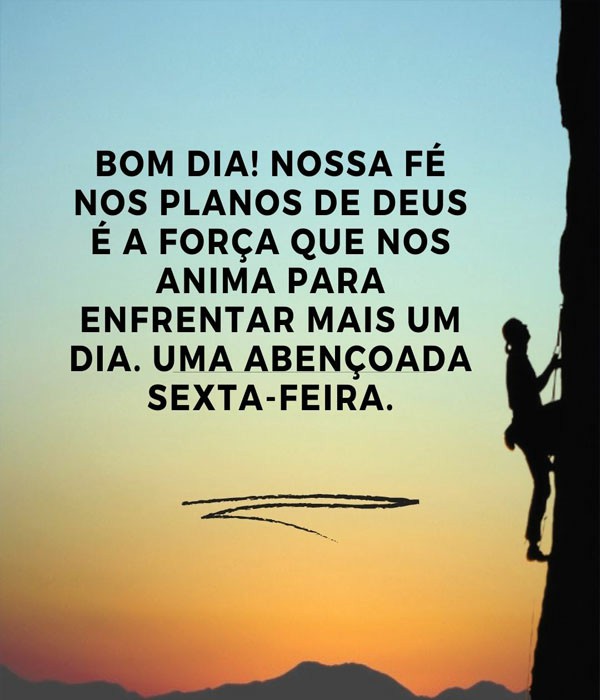 BOM DIA! NOSSA FÉ
NOS PLANOS DE DEUS
É A FORÇA QUE NOS
ANIMA PARA
ENFRENTAR MAIS UM
DIA. UMA ABENÇOADA
SEXTA-FEIRA.